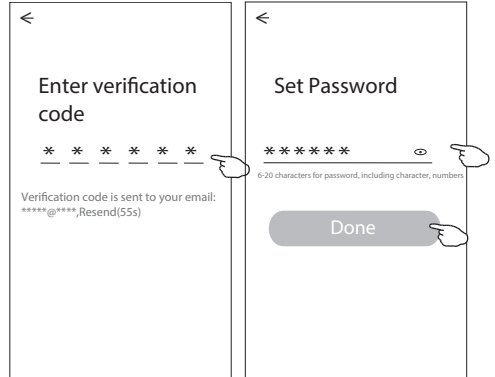 Enter verification
code
* * * * * *
Verification code is sent to your email:
*****@****,Resend(55s)
Set Password
******
6-20 characters for password, including character, numbers
Done